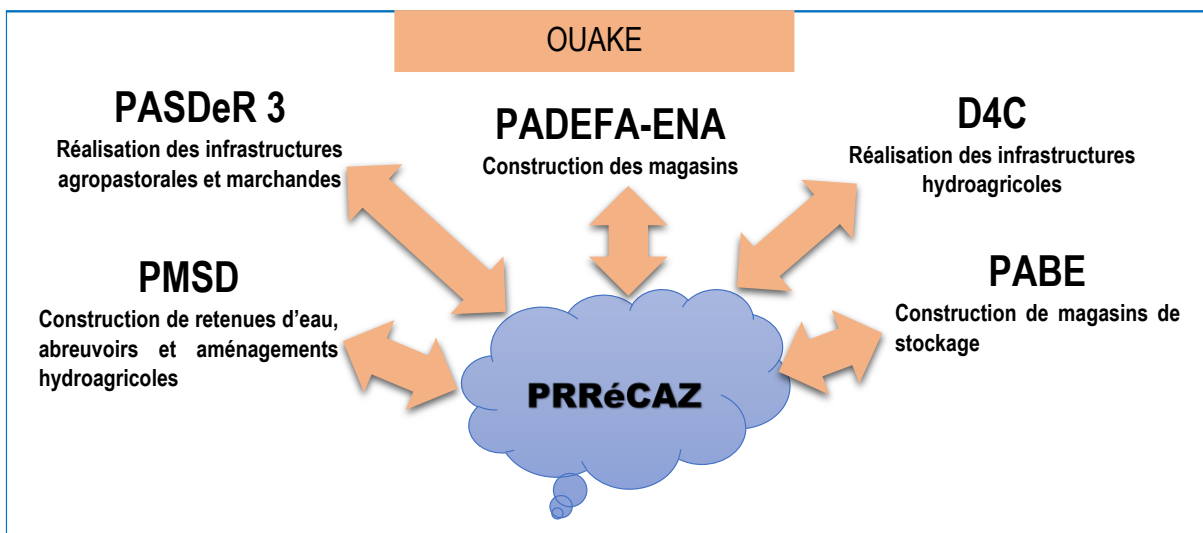 OUAKE
PASDeR 3
Réalisation des infrastructures
agropastorales et marchandes
PADEFA-ENA
Construction des magasins
D4C
Réalisation des infrastructures
hydroagricoles
PMSD
Construction de retenues d’eau,
abreuvoirs et aménagements
hydroagricoles
PABE
Construction de magasins de
stockage
PRRéCAZ